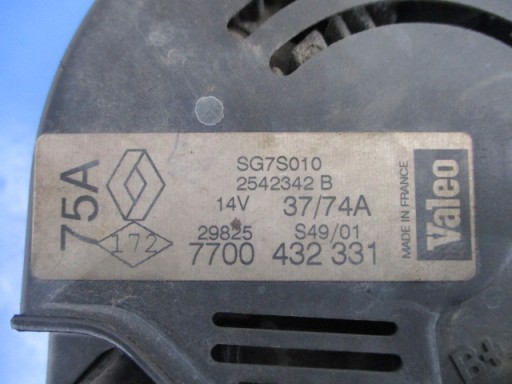 75A
172
SG7S010
2542342 B
14V 37/74A
29825 S49/01
7700 432 331
MADE IN FRANCE
Valeo
B+